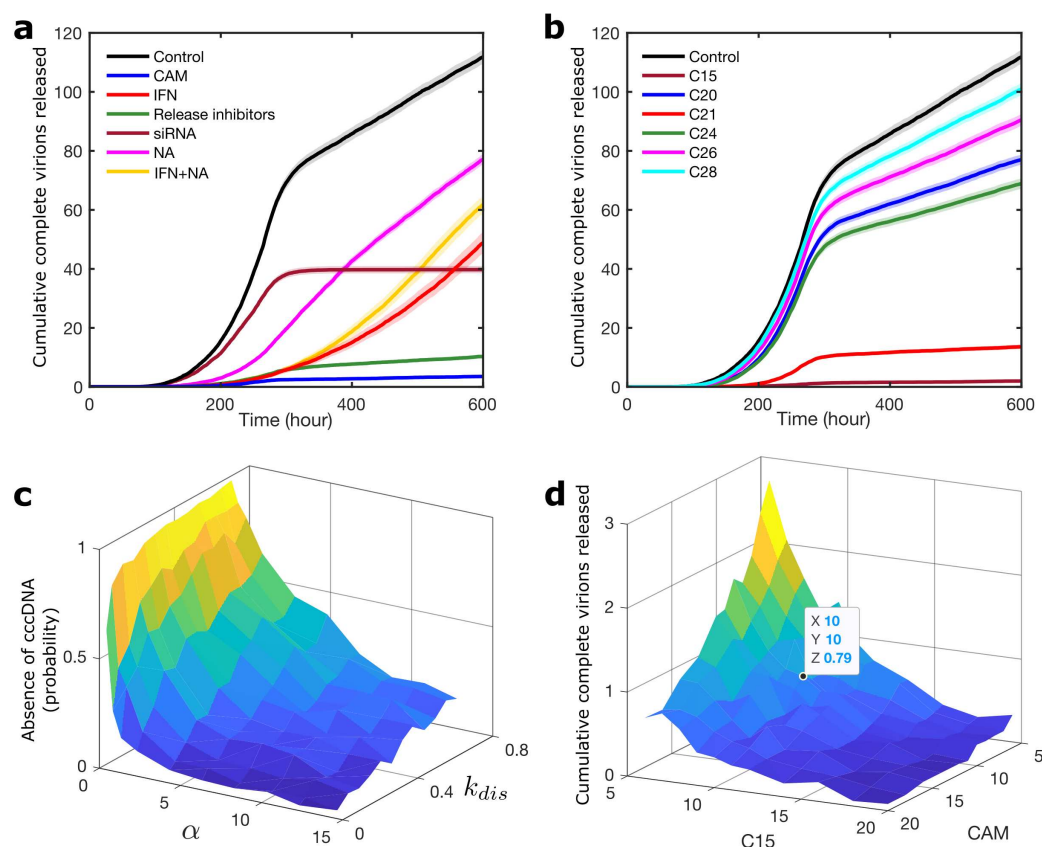 a
Cumulative complete virions released
120
100
80
60
40
20
0
Control
CAM
IFN
Release inhibitors
siRNA
NA
IFN+NA
0
200
400
600
Time (hour)
b
Cumulative complete virions released
120
100
80
60
40
20
0
Control
C15
C20
C21
C24
C26
C28
0
200
400
600
Time (hour)
c
Absence of cccDNA
(probability)
1
0.5
0
0
5
10
15
α
0
0.4
0.8
k_dis
d
Cumulative complete virions released
3
2
1
0
X 10
Y 10
Z 0.79
5
10
15
20
C15
20
15
10
5
CAM